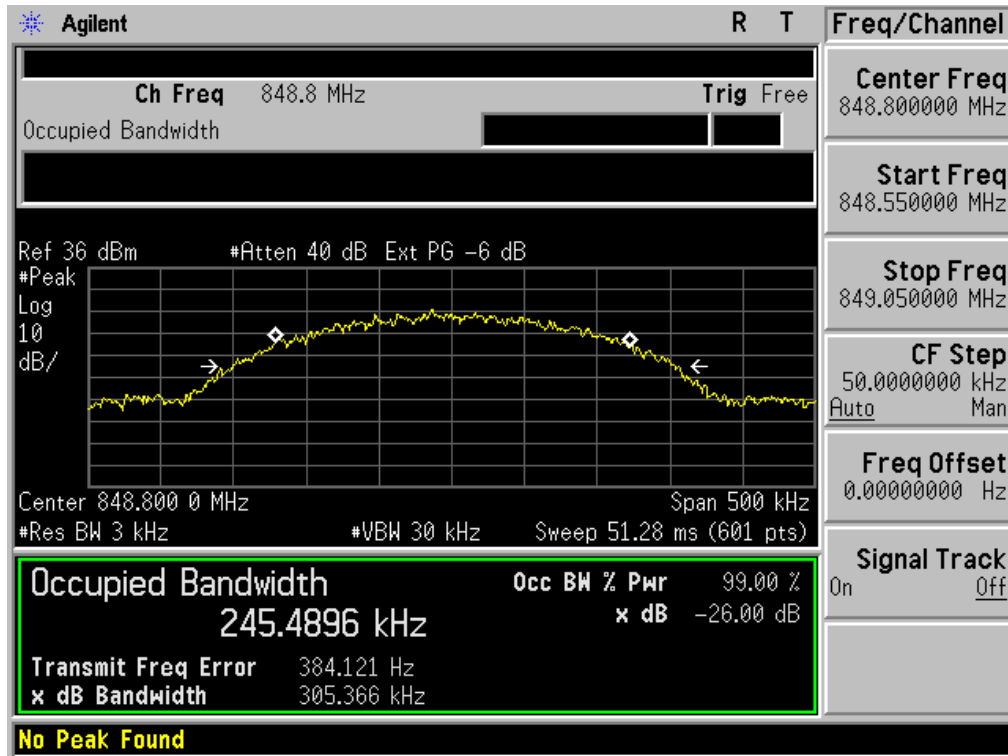 Agilent R T Freq/Channel
Ch Freq 848.8 MHz Trig Free
Occupied Bandwidth
Center Freq
848.800000 MHz
Start Freq
848.550000 MHz
Stop Freq
849.050000 MHz
CF Step
50.0000000 kHz
Auto Man
Freq Offset
0.00000000 Hz
Signal Track
On Off
Ref 36 dBm #Atten 40 dB Ext PG -6 dB
#Peak
Log
10
dB/
Center 848.800 0 MHz Span 500 kHz
#Res BW 3 kHz #VBW 30 kHz Sweep 51.28 ms (601 pts)
Occupied Bandwidth Occ BW % Pwr 99.00 %
245.4896 kHz x dB -26.00 dB
Transmit Freq Error 384.121 Hz
x dB Bandwidth 305.366 kHz
No Peak Found